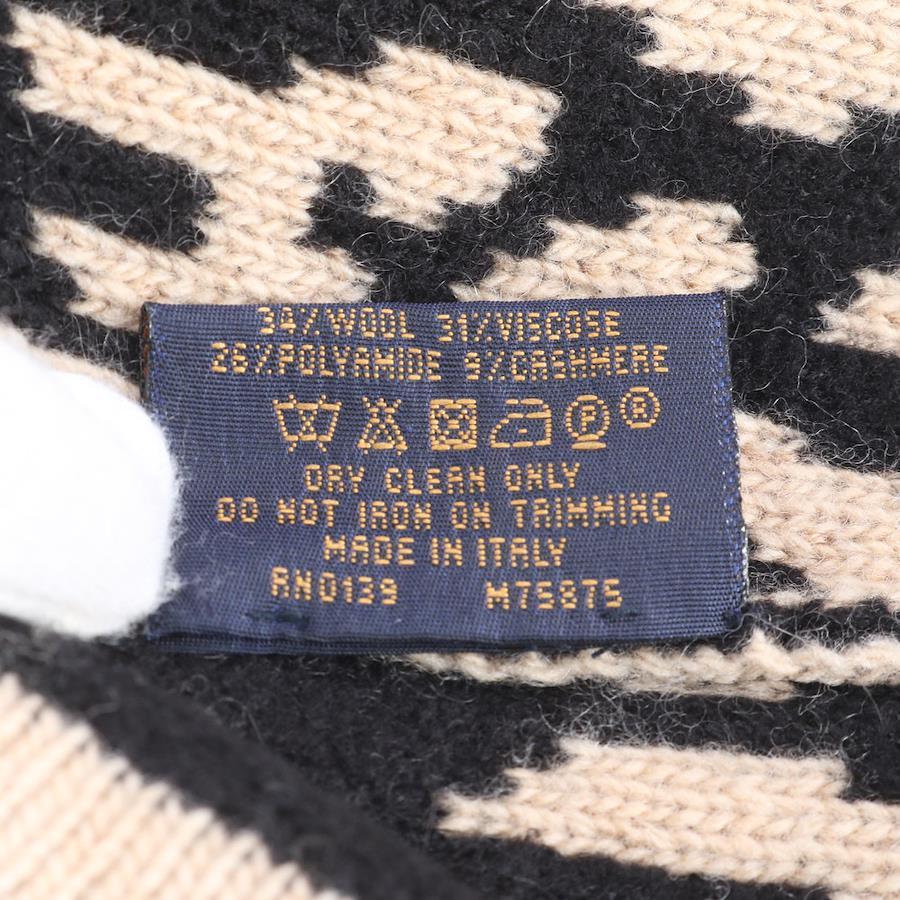 34%WOOL 31%VISCOSE
26%POLYAMIDE 9%CASHMERE
P ®
DRY CLEAN ONLY
DO NOT IRON ON TRIMMING
MADE IN ITALY
RN0139 M75875